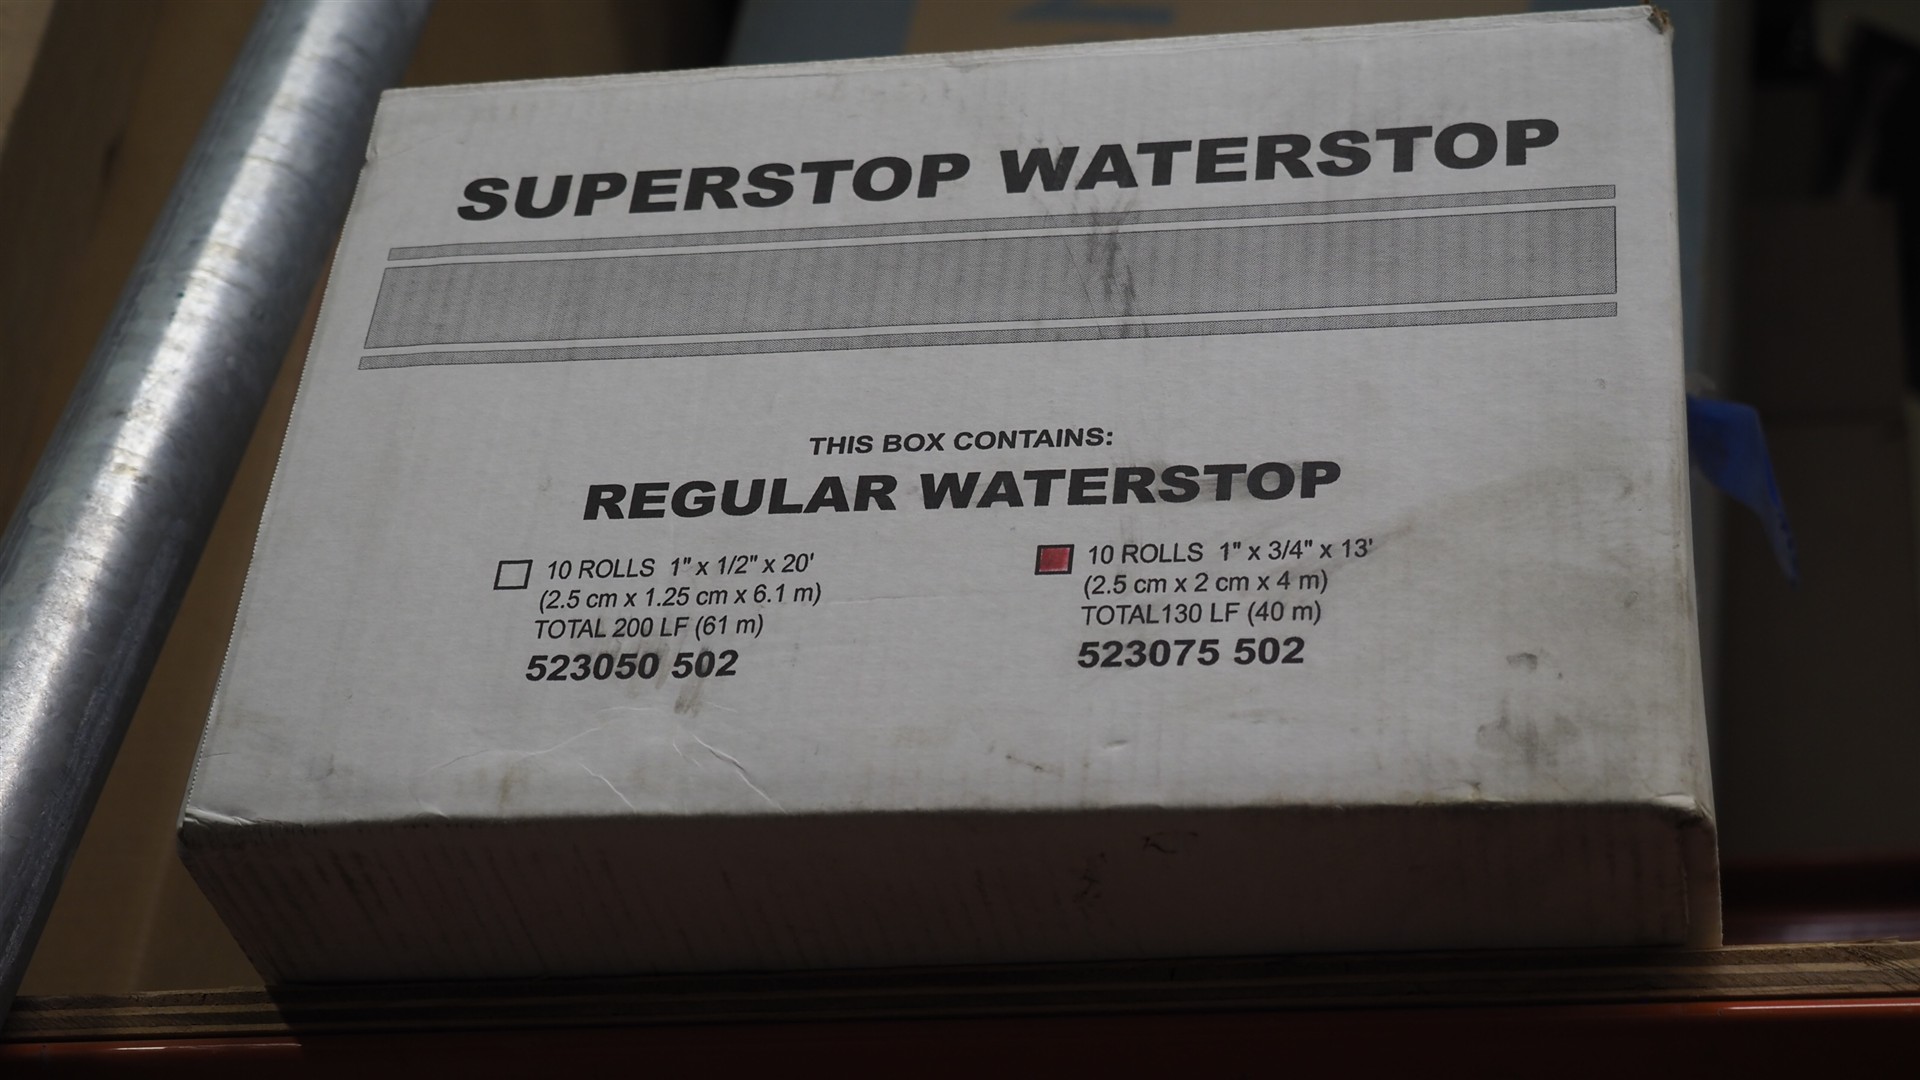 SUPERSTOP WATERSTOP
THIS BOX CONTAINS:
REGULAR WATERSTOP
10 ROLLS 1" x 1/2" x 20'
(2.5 cm x 1.25 cm x 6.1 m)
TOTAL 200 LF (61 m)
523050 502
10 ROLLS 1" x 3/4" x 13'
(2.5 cm x 2 cm x 4 m)
TOTAL130 LF (40 m)
523075 502